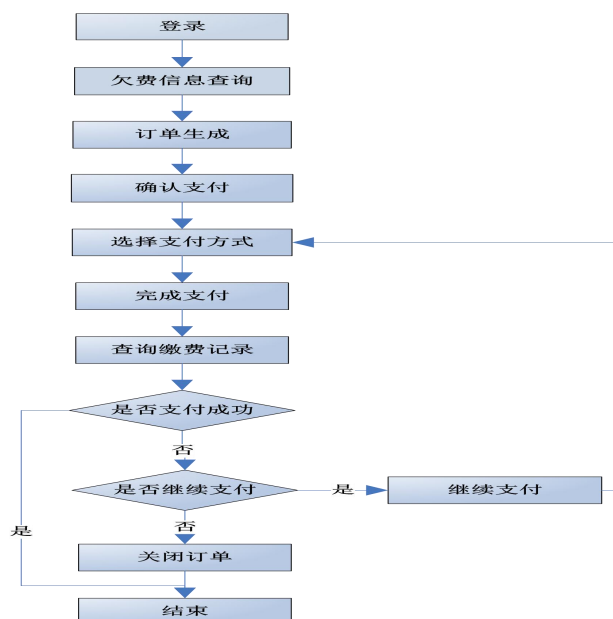 登录
欠费信息查询
订单生成
确认支付
选择支付方式
完成支付
查询缴费记录
是否支付成功
否
是否继续支付
是
继续支付
否
是
关闭订单
结束